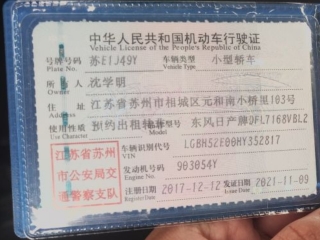 中华人民共和国机动车行驶证
Vehicle License of the People's Republic of China
号牌号码 苏E1J49Y 车辆类型 小型轿车
Plate No. Vehicle Type
所有人 沈学明
Owner
住址 江苏省苏州市相城区元和南小桥里103号
Address
使用性质 预约出租 型号 东风日产牌DFL7168VBL2
Use Character
江苏省苏州市公安局交通警察支队
车辆识别代号 LGBH52E00HY352817
VIN
发动机号码 903054Y
Engine No.
注册日期 2017-12-12 发证日期 2021-11-09
Register Date Issue Date